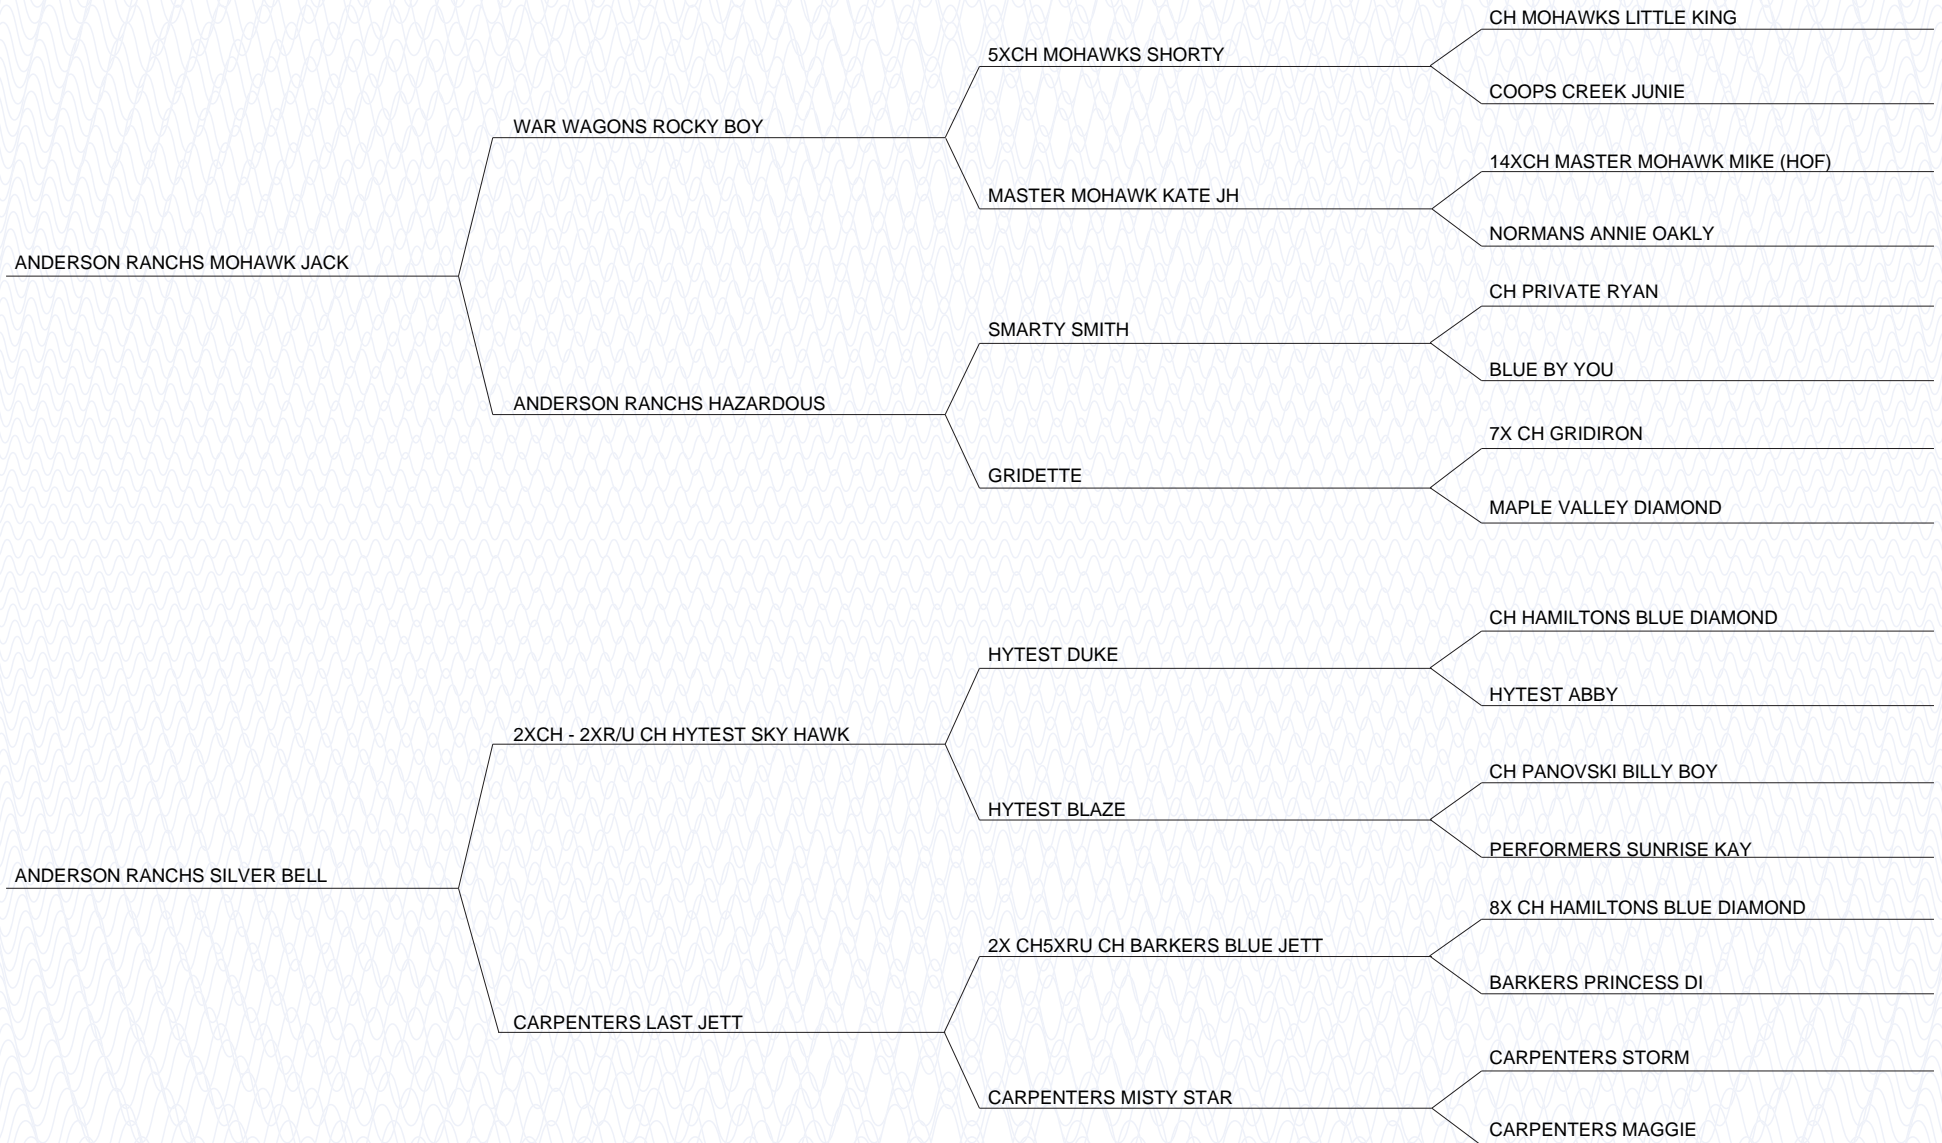 CH MOHAWKS LITTLE KING
5XCH MOHAWKS SHORTY
COOPS CREEK JUNIE
WAR WAGONS ROCKY BOY
14XCH MASTER MOHAWK MIKE (HOF)
MASTER MOHAWK KATE JH
NORMANS ANNIE OAKLY
ANDERSON RANCHS MOHAWK JACK
CH PRIVATE RYAN
SMARTY SMITH
BLUE BY YOU
ANDERSON RANCHS HAZARDOUS
7X CH GRIDIRON
GRIDETTE
MAPLE VALLEY DIAMOND
CH HAMILTONS BLUE DIAMOND
HYTEST DUKE
HYTEST ABBY
2XCH - 2XR/U CH HYTEST SKY HAWK
CH PANOVSKI BILLY BOY
HYTEST BLAZE
PERFORMERS SUNRISE KAY
ANDERSON RANCHS SILVER BELL
8X CH HAMILTONS BLUE DIAMOND
2X CH5XRU CH BARKERS BLUE JETT
BARKERS PRINCESS DI
CARPENTERS LAST JETT
CARPENTERS STORM
CARPENTERS MISTY STAR
CARPENTERS MAGGIE